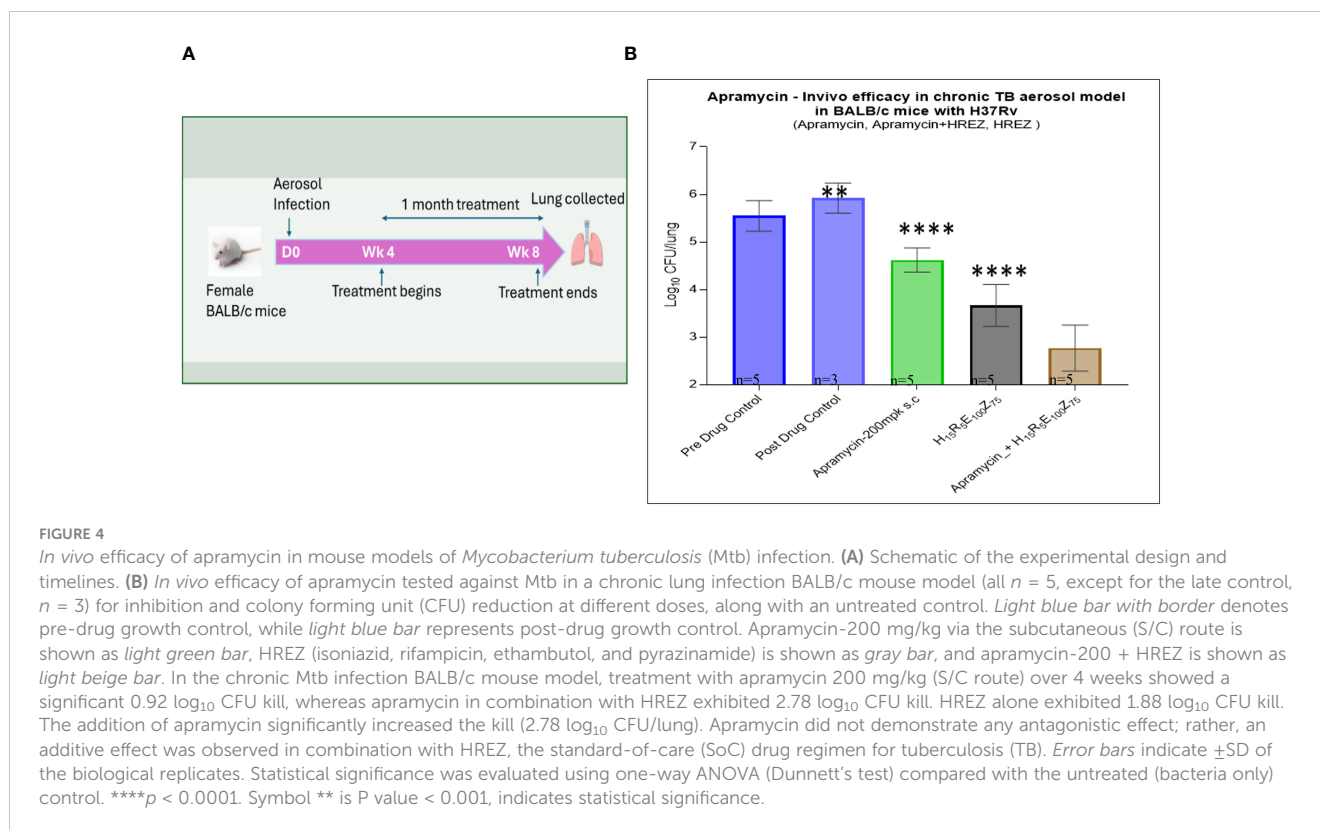 A
B
Aerosol
Infection
1 month treatment
Lung collected
D0
Wk 4
Wk 8
Female
BALB/c mice
Treatment begins
Treatment ends
Apramycin - Invivo efficacy in chronic TB aerosol model
in BALB/c mice with H37Rv
(Apramycin, Apramycin+HREZ, HREZ )
Log₁₀ CFU/lung
7
6
5
4
3
2
**
****
****
n=5
n=3
n=5
n=5
n=5
Pre Drug Control
Post Drug Control
Apramycin-200mpk s.c
H₁₅R₅E₁₀₀Z₇₅
Apramycin_+ H₁₅R₅E₁₀₀Z₇₅
FIGURE 4
In vivo efficacy of apramycin in mouse models of Mycobacterium tuberculosis (Mtb) infection. (A) Schematic of the experimental design and
timelines. (B) In vivo efficacy of apramycin tested against Mtb in a chronic lung infection BALB/c mouse model (all n = 5, except for the late control,
n = 3) for inhibition and colony forming unit (CFU) reduction at different doses, along with an untreated control. Light blue bar with border denotes
pre-drug growth control, while light blue bar represents post-drug growth control. Apramycin-200 mg/kg via the subcutaneous (S/C) route is
shown as light green bar, HREZ (isoniazid, rifampicin, ethambutol, and pyrazinamide) is shown as gray bar, and apramycin-200 + HREZ is shown as
light beige bar. In the chronic Mtb infection BALB/c mouse model, treatment with apramycin 200 mg/kg (S/C route) over 4 weeks showed a
significant 0.92 log₁₀ CFU kill, whereas apramycin in combination with HREZ exhibited 2.78 log₁₀ CFU kill. HREZ alone exhibited 1.88 log₁₀ CFU kill.
The addition of apramycin significantly increased the kill (2.78 log₁₀ CFU/lung). Apramycin did not demonstrate any antagonistic effect; rather, an
additive effect was observed in combination with HREZ, the standard-of-care (SoC) drug regimen for tuberculosis (TB). Error bars indicate ±SD of
the biological replicates. Statistical significance was evaluated using one-way ANOVA (Dunnett's test) compared with the untreated (bacteria only)
control. ****p < 0.0001. Symbol ** is P value < 0.001, indicates statistical significance.